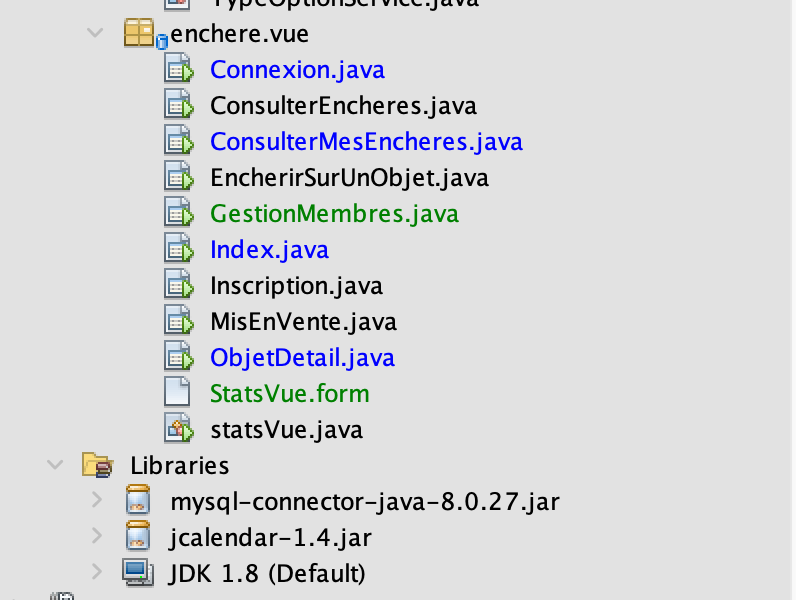 TypeOptionService.java
enchere.vue
Connexion.java
ConsulterEncheres.java
ConsulterMesEncheres.java
EncherirSurUnObjet.java
GestionMembres.java
Index.java
Inscription.java
MisEnVente.java
ObjetDetail.java
StatsVue.form
statsVue.java
Libraries
mysql-connector-java-8.0.27.jar
jcalendar-1.4.jar
JDK 1.8 (Default)